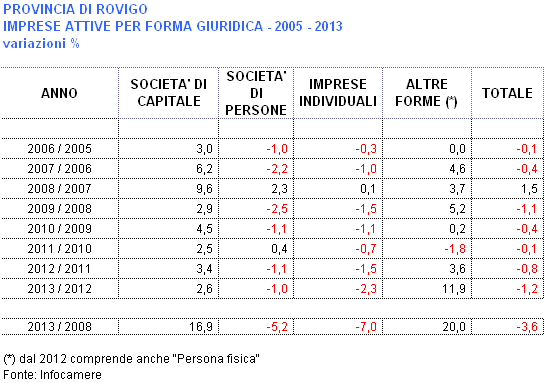 PROVINCIA DI ROVIGO
IMPRESE ATTIVE PER FORMA GIURIDICA - 2005 - 2013
variazioni %
ANNO SOCIETA' DI CAPITALE SOCIETA' DI PERSONE IMPRESE INDIVIDUALI ALTRE FORME (*) TOTALE
2006 / 2005 3,0 -1,0 -0,3 0,0 -0,1
2007 / 2006 6,2 -2,2 -1,0 4,6 -0,4
2008 / 2007 9,6 2,3 0,1 3,7 1,5
2009 / 2008 2,9 -2,5 -1,5 5,2 -1,1
2010 / 2009 4,5 -1,1 -1,1 0,2 -0,4
2011 / 2010 2,5 0,4 -0,7 -1,8 -0,1
2012 / 2011 3,4 -1,1 -1,5 3,6 -0,8
2013 / 2012 2,6 -1,0 -2,3 11,9 -1,2
2013 / 2008 16,9 -5,2 -7,0 20,0 -3,6
(*) dal 2012 comprende anche "Persona fisica"
Fonte: Infocamere